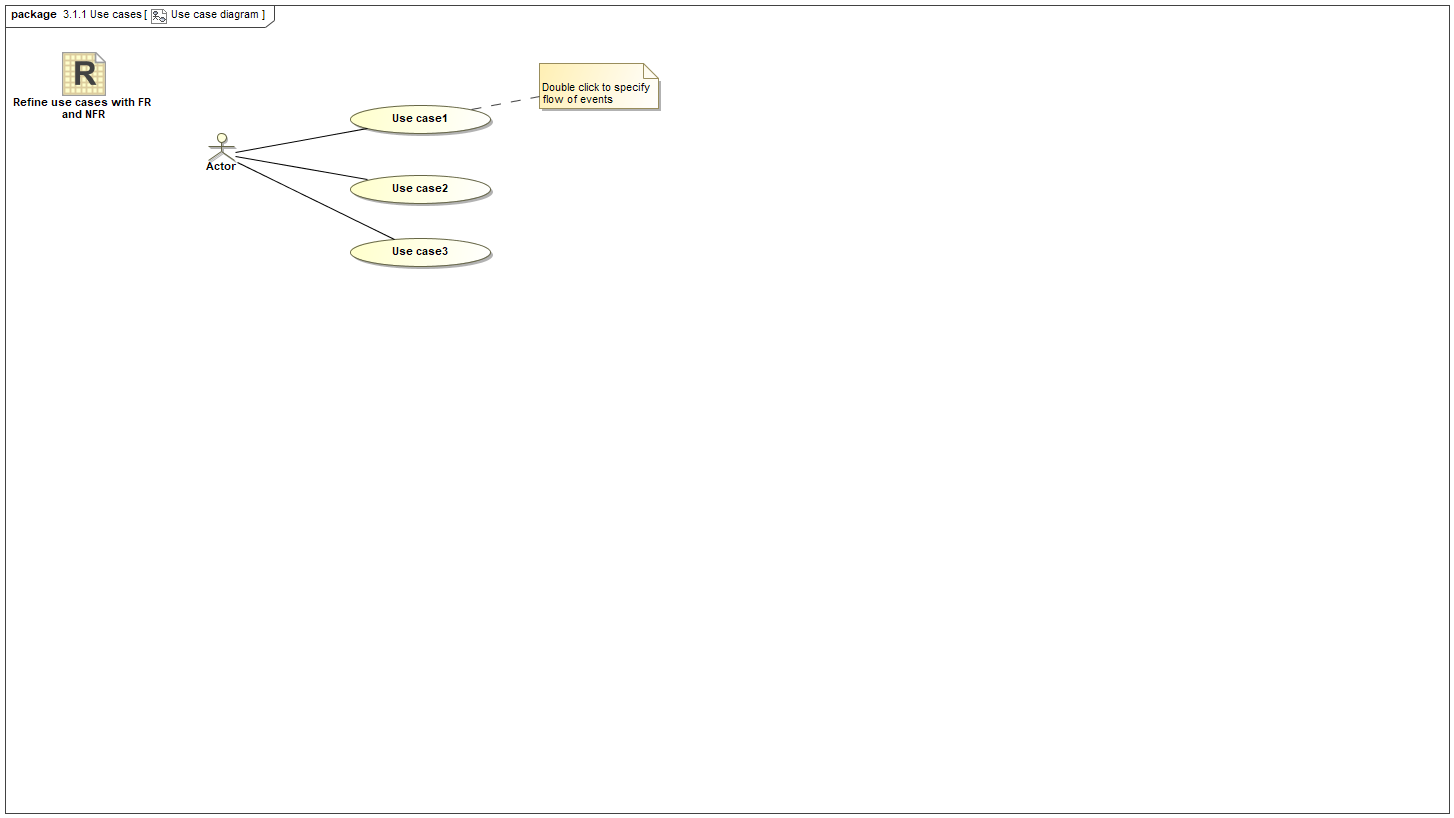 package 3.1.1 Use cases [ Use case diagram ]
R
Refine use cases with FR
and NFR
Double click to specify
flow of events
Use case1
Actor
Use case2
Use case3